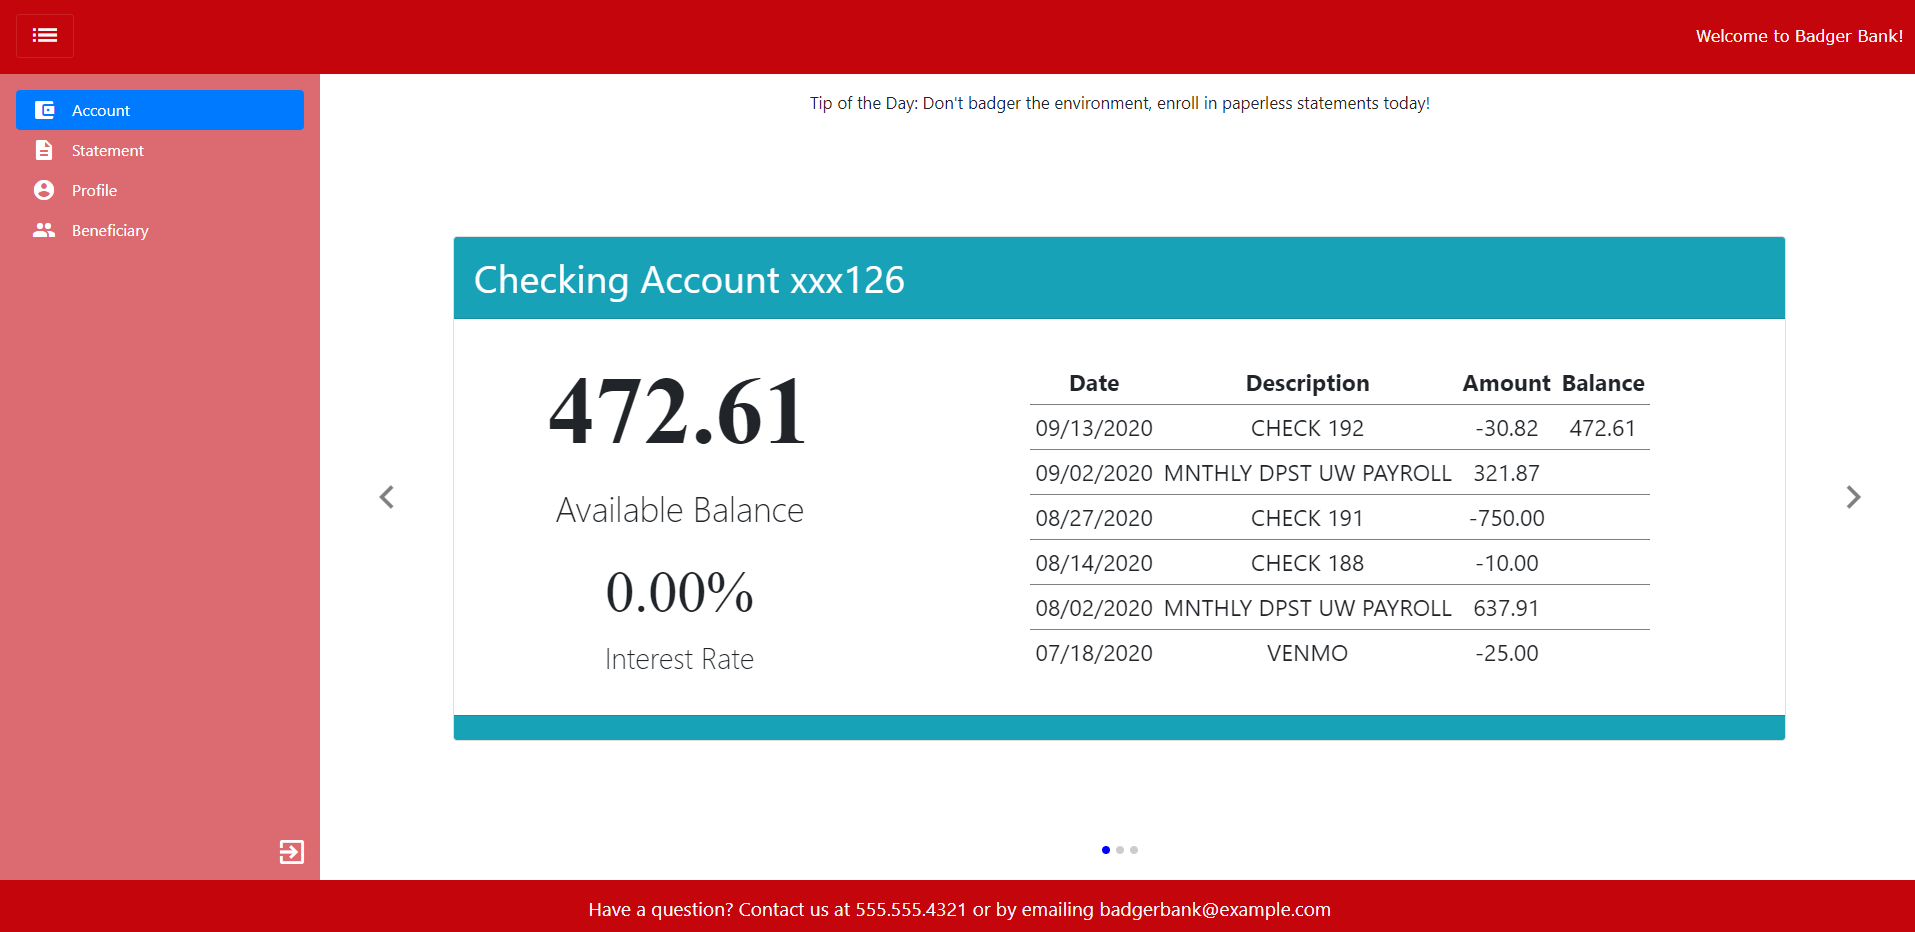 Welcome to Badger Bank!
Account
Statement
Profile
Beneficiary
Tip of the Day: Don't badger the environment, enroll in paperless statements today!
Checking Account xxx126
472.61
Available Balance
0.00%
Interest Rate
Date Description Amount Balance
09/13/2020 CHECK 192 -30.82 472.61
09/02/2020 MNTHLY DPST UW PAYROLL 321.87
08/27/2020 CHECK 191 -750.00
08/14/2020 CHECK 188 -10.00
08/02/2020 MNTHLY DPST UW PAYROLL 637.91
07/18/2020 VENMO -25.00
Have a question? Contact us at 555.555.4321 or by emailing badgerbank@example.com